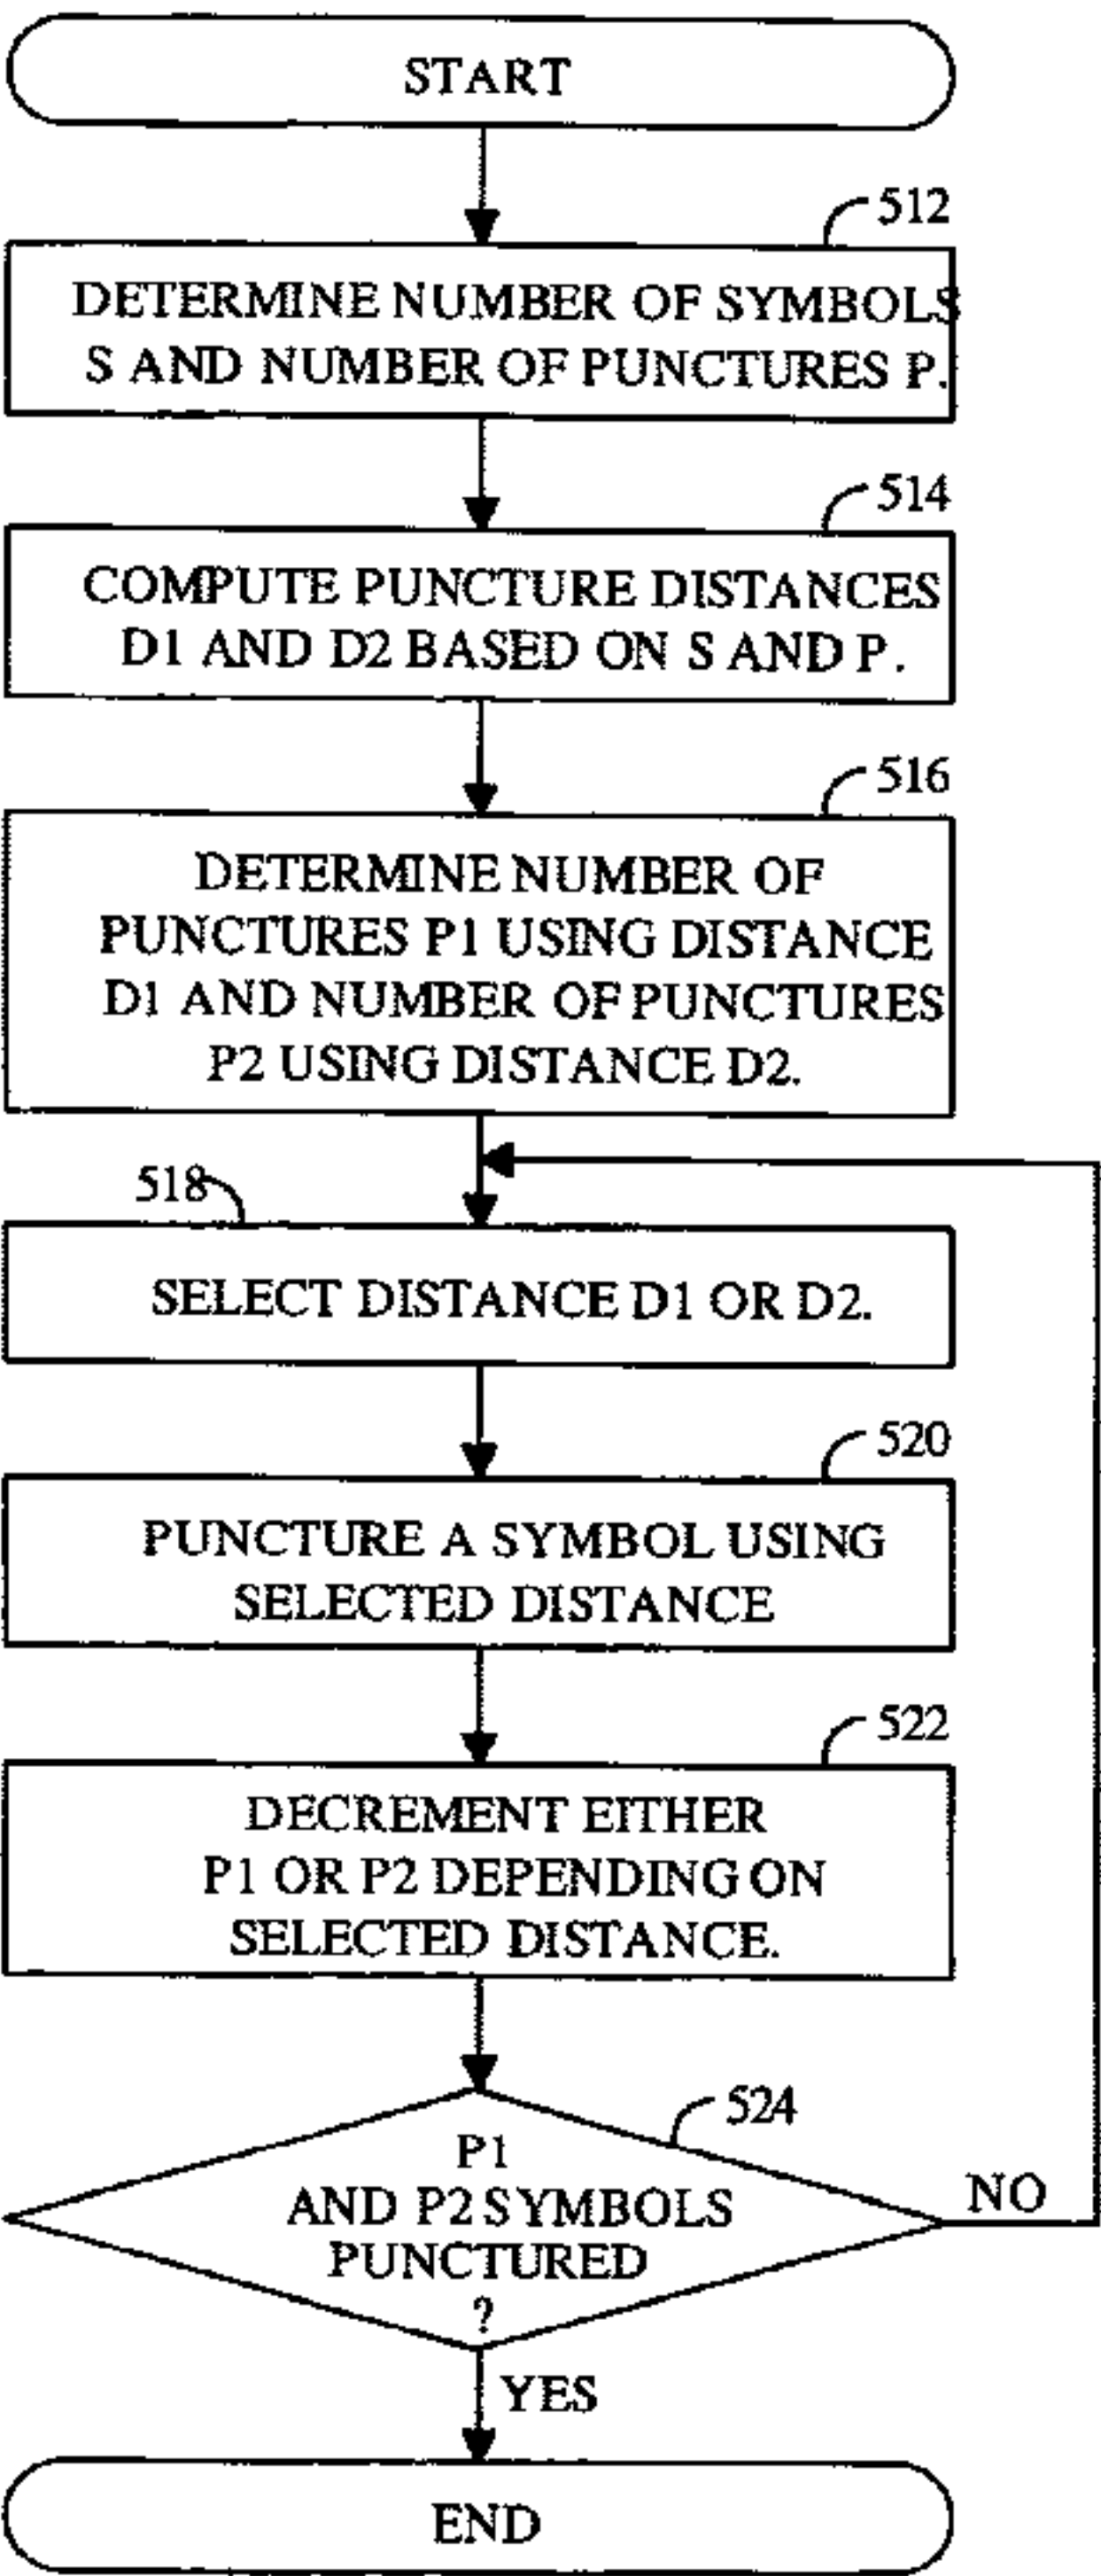 START
512
DETERMINE NUMBER OF SYMBOLS
S AND NUMBER OF PUNCTURES P.
514
COMPUTE PUNCTURE DISTANCES
D1 AND D2 BASED ON S AND P.
516
DETERMINE NUMBER OF
PUNCTURES P1 USING DISTANCE
D1 AND NUMBER OF PUNCTURES
P2 USING DISTANCE D2.
518
SELECT DISTANCE D1 OR D2.
520
PUNCTURE A SYMBOL USING
SELECTED DISTANCE
522
DECREMENT EITHER
P1 OR P2 DEPENDING ON
SELECTED DISTANCE.
524
P1
AND P2 SYMBOLS
PUNCTURED
?
NO
YES
END